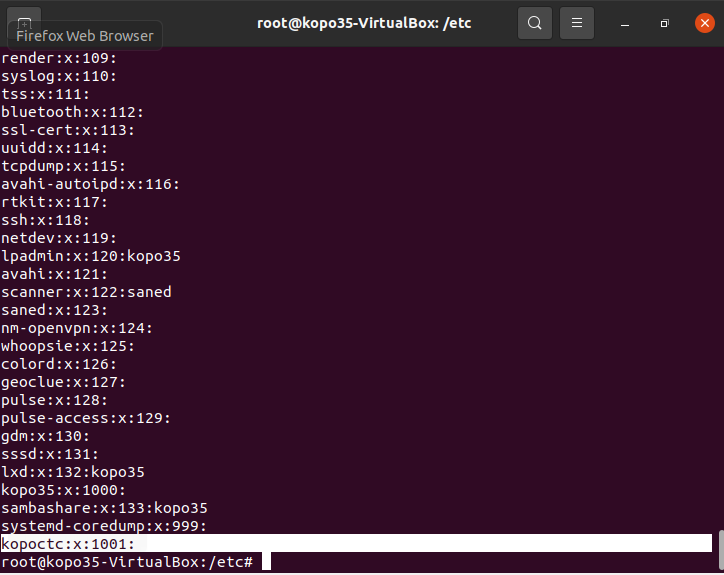 root@kopo35-VirtualBox: /etc
Firefox Web Browser
render:x:109:
syslog:x:110:
tss:x:111:
bluetooth:x:112:
ssl-cert:x:113:
uuidd:x:114:
tcpdump:x:115:
avahi-autoipd:x:116:
rtkit:x:117:
ssh:x:118:
netdev:x:119:
lpadmin:x:120:kopo35
avahi:x:121:
scanner:x:122:saned
saned:x:123:
nm-openvpn:x:124:
whoopsie:x:125:
colord:x:126:
geoclue:x:127:
pulse:x:128:
pulse-access:x:129:
gdm:x:130:
sssd:x:131:
lxd:x:132:kopo35
kopo35:x:1000:
sambashare:x:133:kopo35
systemd-coredump:x:999:
kopoctc:x:1001:
root@kopo35-VirtualBox:/etc#